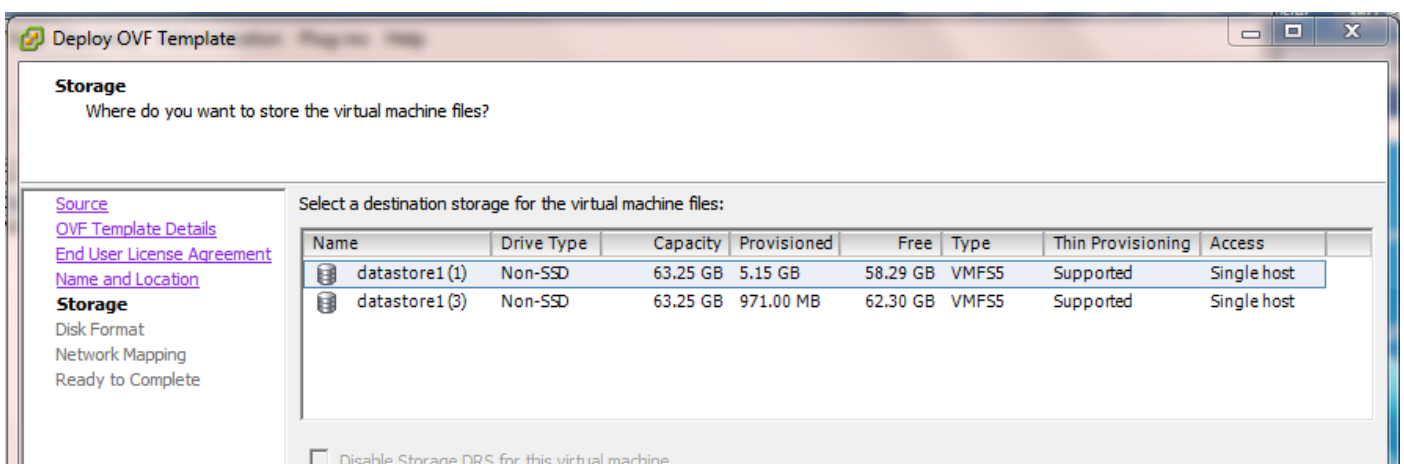 Deploy OVF Template
Storage
Where do you want to store the virtual machine files?
Source
OVF Template Details
End User License Agreement
Name and Location
Storage
Disk Format
Network Mapping
Ready to Complete
Select a destination storage for the virtual machine files:
Name Drive Type Capacity Provisioned Free Type Thin Provisioning Access
datastore1 (1) Non-SSD 63.25 GB 5.15 GB 58.29 GB VMFS5 Supported Single host
datastore1 (3) Non-SSD 63.25 GB 971.00 MB 62.30 GB VMFS5 Supported Single host
Disable Storage DRS for this virtual machine